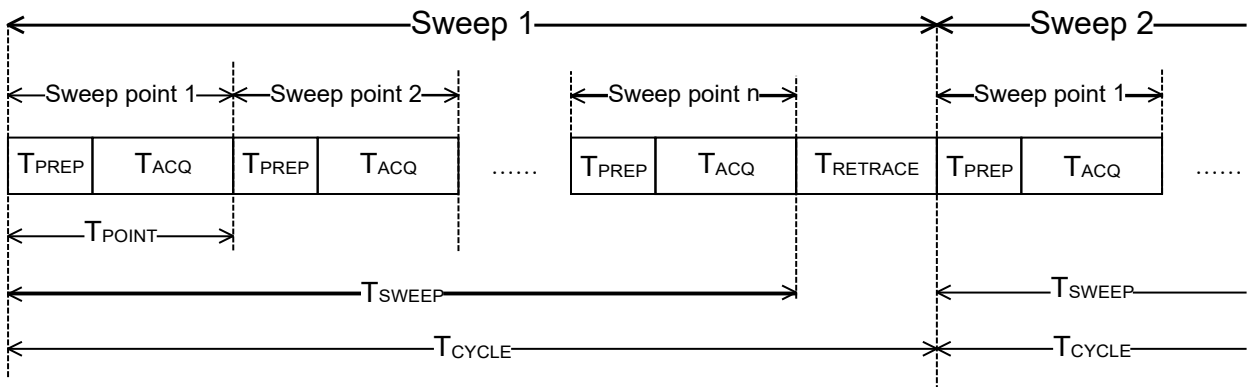 Sweep 1 Sweep 2
Sweep point 1 Sweep point 2 Sweep point n Sweep point 1
TPREP TACQ TPREP TACQ ...... TPREP TACQ TRETRACE TPREP TACQ ......
TPOINT
TSWEEP TSWEEP
TCYCLE TCYCLE